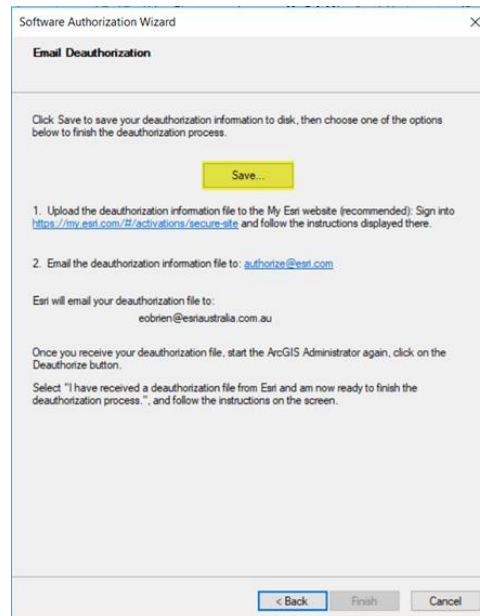 Software Authorization Wizard
Email Deauthorization
Click Save to save your deauthorization information to disk, then choose one of the options
below to finish the deauthorization process.
Save...
1. Upload the deauthorization information file to the My Esri website (recommended): Sign into
https://my.esri.com/#/activations/secure-site and follow the instructions displayed there.
2. Email the deauthorization information file to: authorize@esri.com
Esri will email your deauthorization file to:
eobrien@esriaustralia.com.au
Once you receive your deauthorization file, start the ArcGIS Administrator again, click on the
Deauthorize button.
Select "I have received a deauthorization file from Esri and am now ready to finish the
deauthorization process.", and follow the instructions on the screen.
< Back Finish Cancel